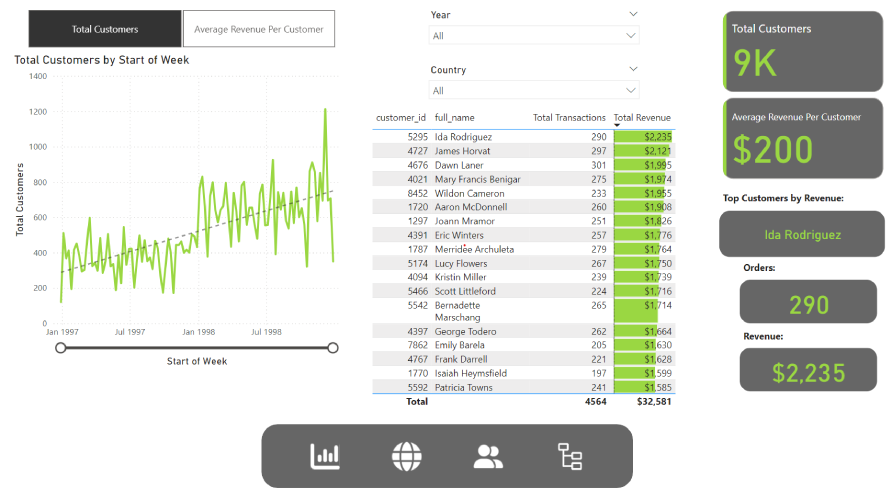 Total Customers
Average Revenue Per Customer
Total Customers by Start of Week
1400
1200
1000
800
600
400
200
0
Total Customers
Jan 1997
Jul 1997
Jan 1998
Jul 1998
Start of Week
Year
All
Country
All
customer_id full_name Total Transactions Total Revenue
5295 Ida Rodriguez 290 $2,235
4727 James Horvat 297 $2,121
4676 Dawn Laner 301 $1,995
4021 Mary Francis Benigar 275 $1,974
8452 Wildon Cameron 233 $1,955
1720 Aaron McDonnell 260 $1,908
1297 Joann Mramor 251 $1,826
4391 Eric Winters 257 $1,776
1787 Merridee Archuleta 279 $1,764
5174 Lucy Flowers 267 $1,750
4094 Kristin Miller 239 $1,739
5466 Scott Littleford 224 $1,716
5542 Bernadette 265 $1,714
Marschang
4397 George Todero 262 $1,664
7862 Emily Barela 205 $1,630
4767 Frank Darrell 221 $1,628
1770 Isaiah Heymsfield 197 $1,599
5592 Patricia Towns 241 $1,585
Total 4564 $32,581
Total Customers
9K
Average Revenue Per Customer
$200
Top Customers by Revenue:
Ida Rodriguez
Orders:
290
Revenue:
$2,235